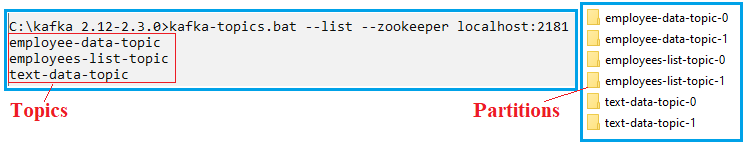 C:\kafka 2.12-2.3.0>kafka-topics.bat --list --zookeeper localhost:2181
employee-data-topic
employees-list-topic
text-data-topic
Topics
Partitions
employee-data-topic-0
employee-data-topic-1
employees-list-topic-0
employees-list-topic-1
text-data-topic-0
text-data-topic-1